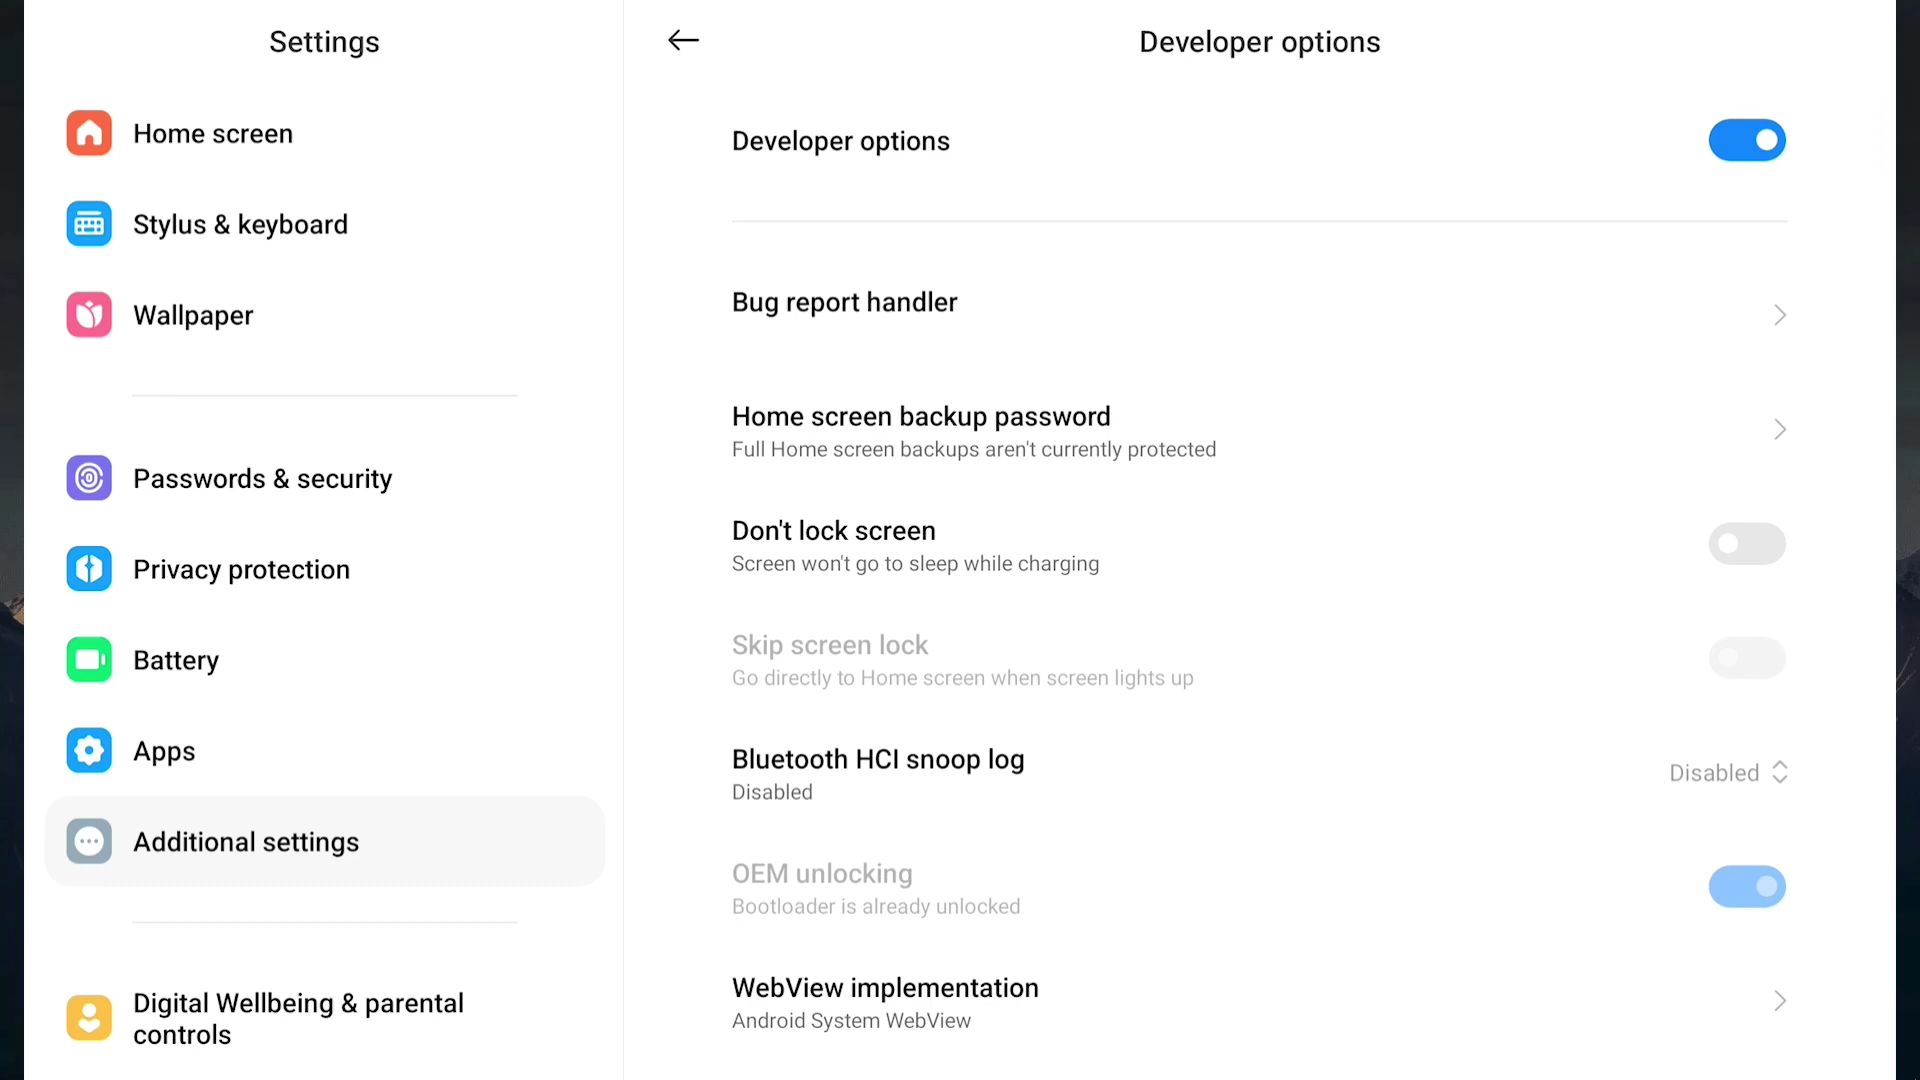 Settings
Home screen
Stylus & keyboard
Wallpaper
Passwords & security
Privacy protection
Battery
Apps
Additional settings
Digital Wellbeing & parental
controls
Developer options
Developer options
Bug report handler
Home screen backup password
Full Home screen backups aren't currently protected
Don't lock screen
Screen won't go to sleep while charging
Skip screen lock
Go directly to Home screen when screen lights up
Bluetooth HCI snoop log
Disabled
Disabled
OEM unlocking
Bootloader is already unlocked
WebView implementation
Android System WebView